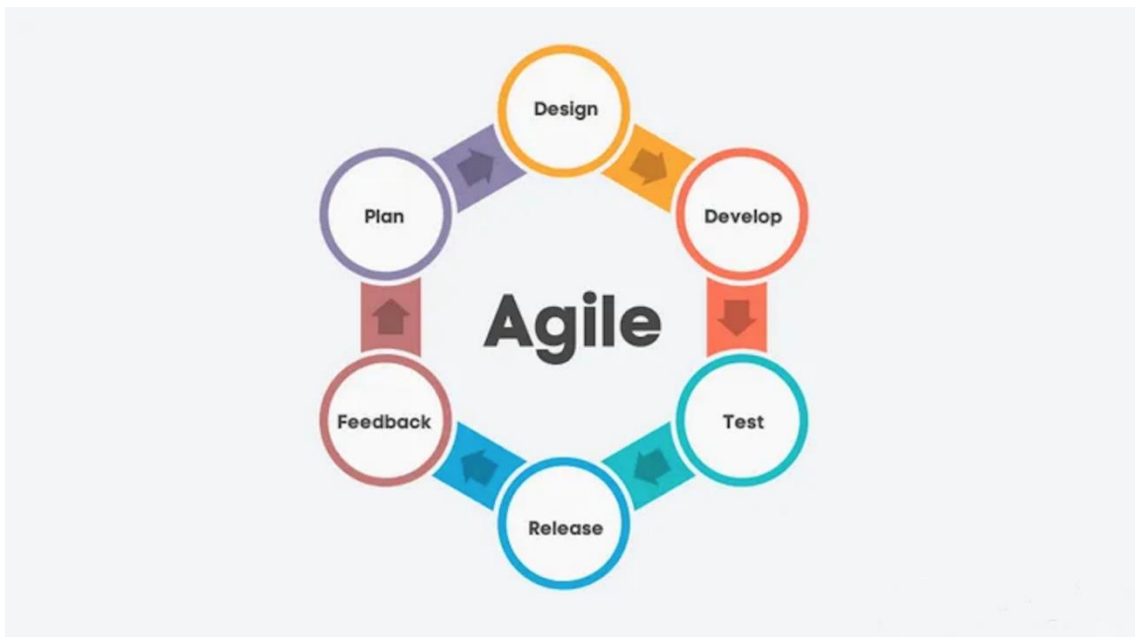 Design
Plan
Develop
Agile
Feedback
Test
Release